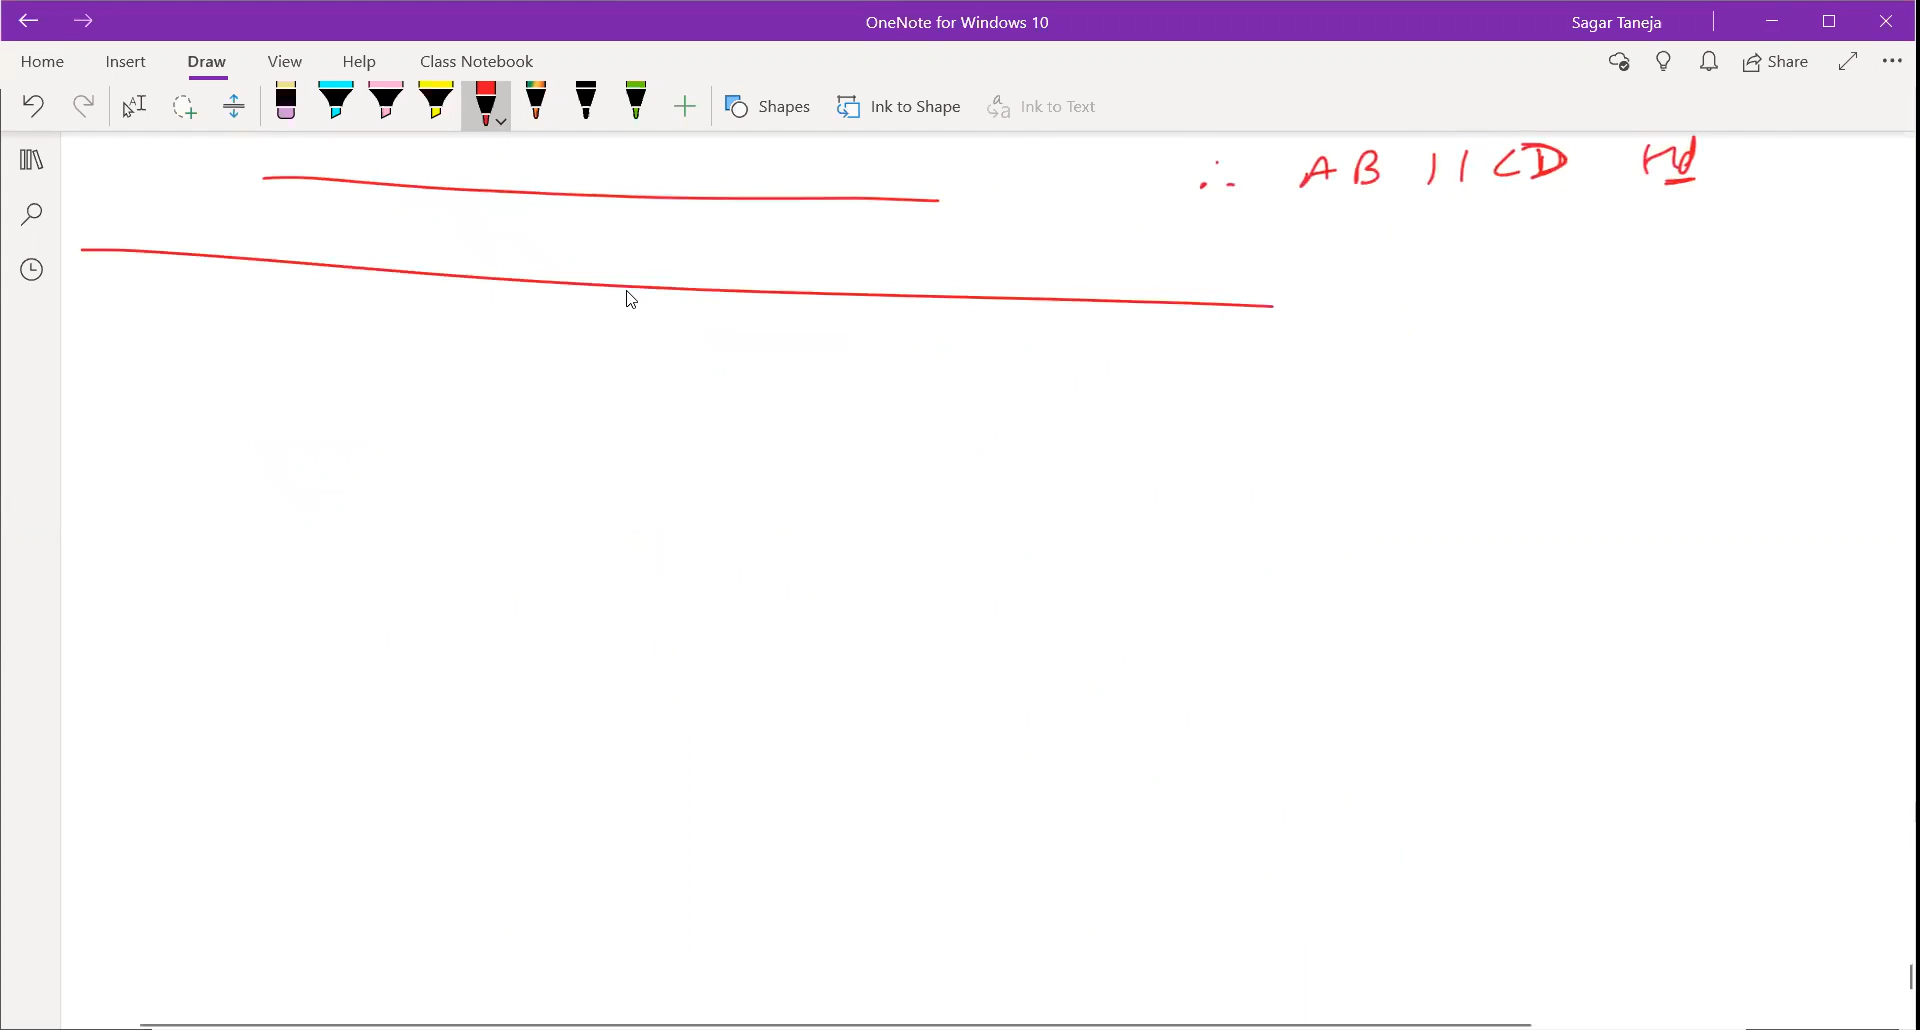 OneNote for Windows 10
Sagar Taneja
Home Insert Draw View Help Class Notebook Share
Shapes Ink to Shape Ink to Text
∴ AB || CD